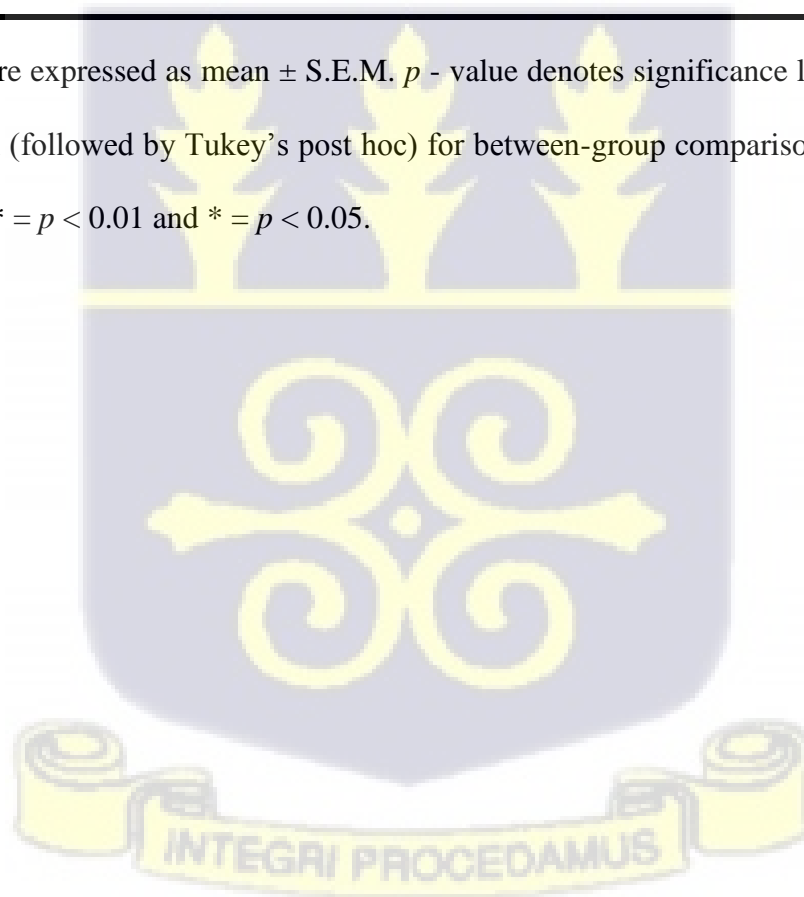 re expressed as mean ± S.E.M. p - value denotes significance l
(followed by Tukey’s post hoc) for between-group compariso
* = p < 0.01 and * = p < 0.05.
INTEGRI PROCEDAMUS